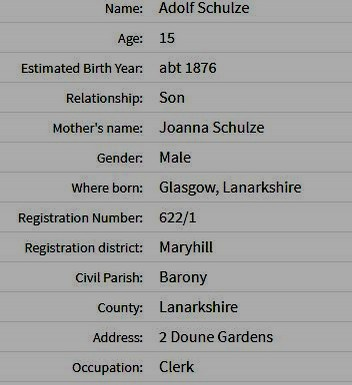 Name: Adolf Schulze
Age: 15
Estimated Birth Year: abt 1876
Relationship: Son
Mother's name: Joanna Schulze
Gender: Male
Where born: Glasgow, Lanarkshire
Registration Number: 622/1
Registration district: Maryhill
Civil Parish: Barony
County: Lanarkshire
Address: 2 Doune Gardens
Occupation: Clerk